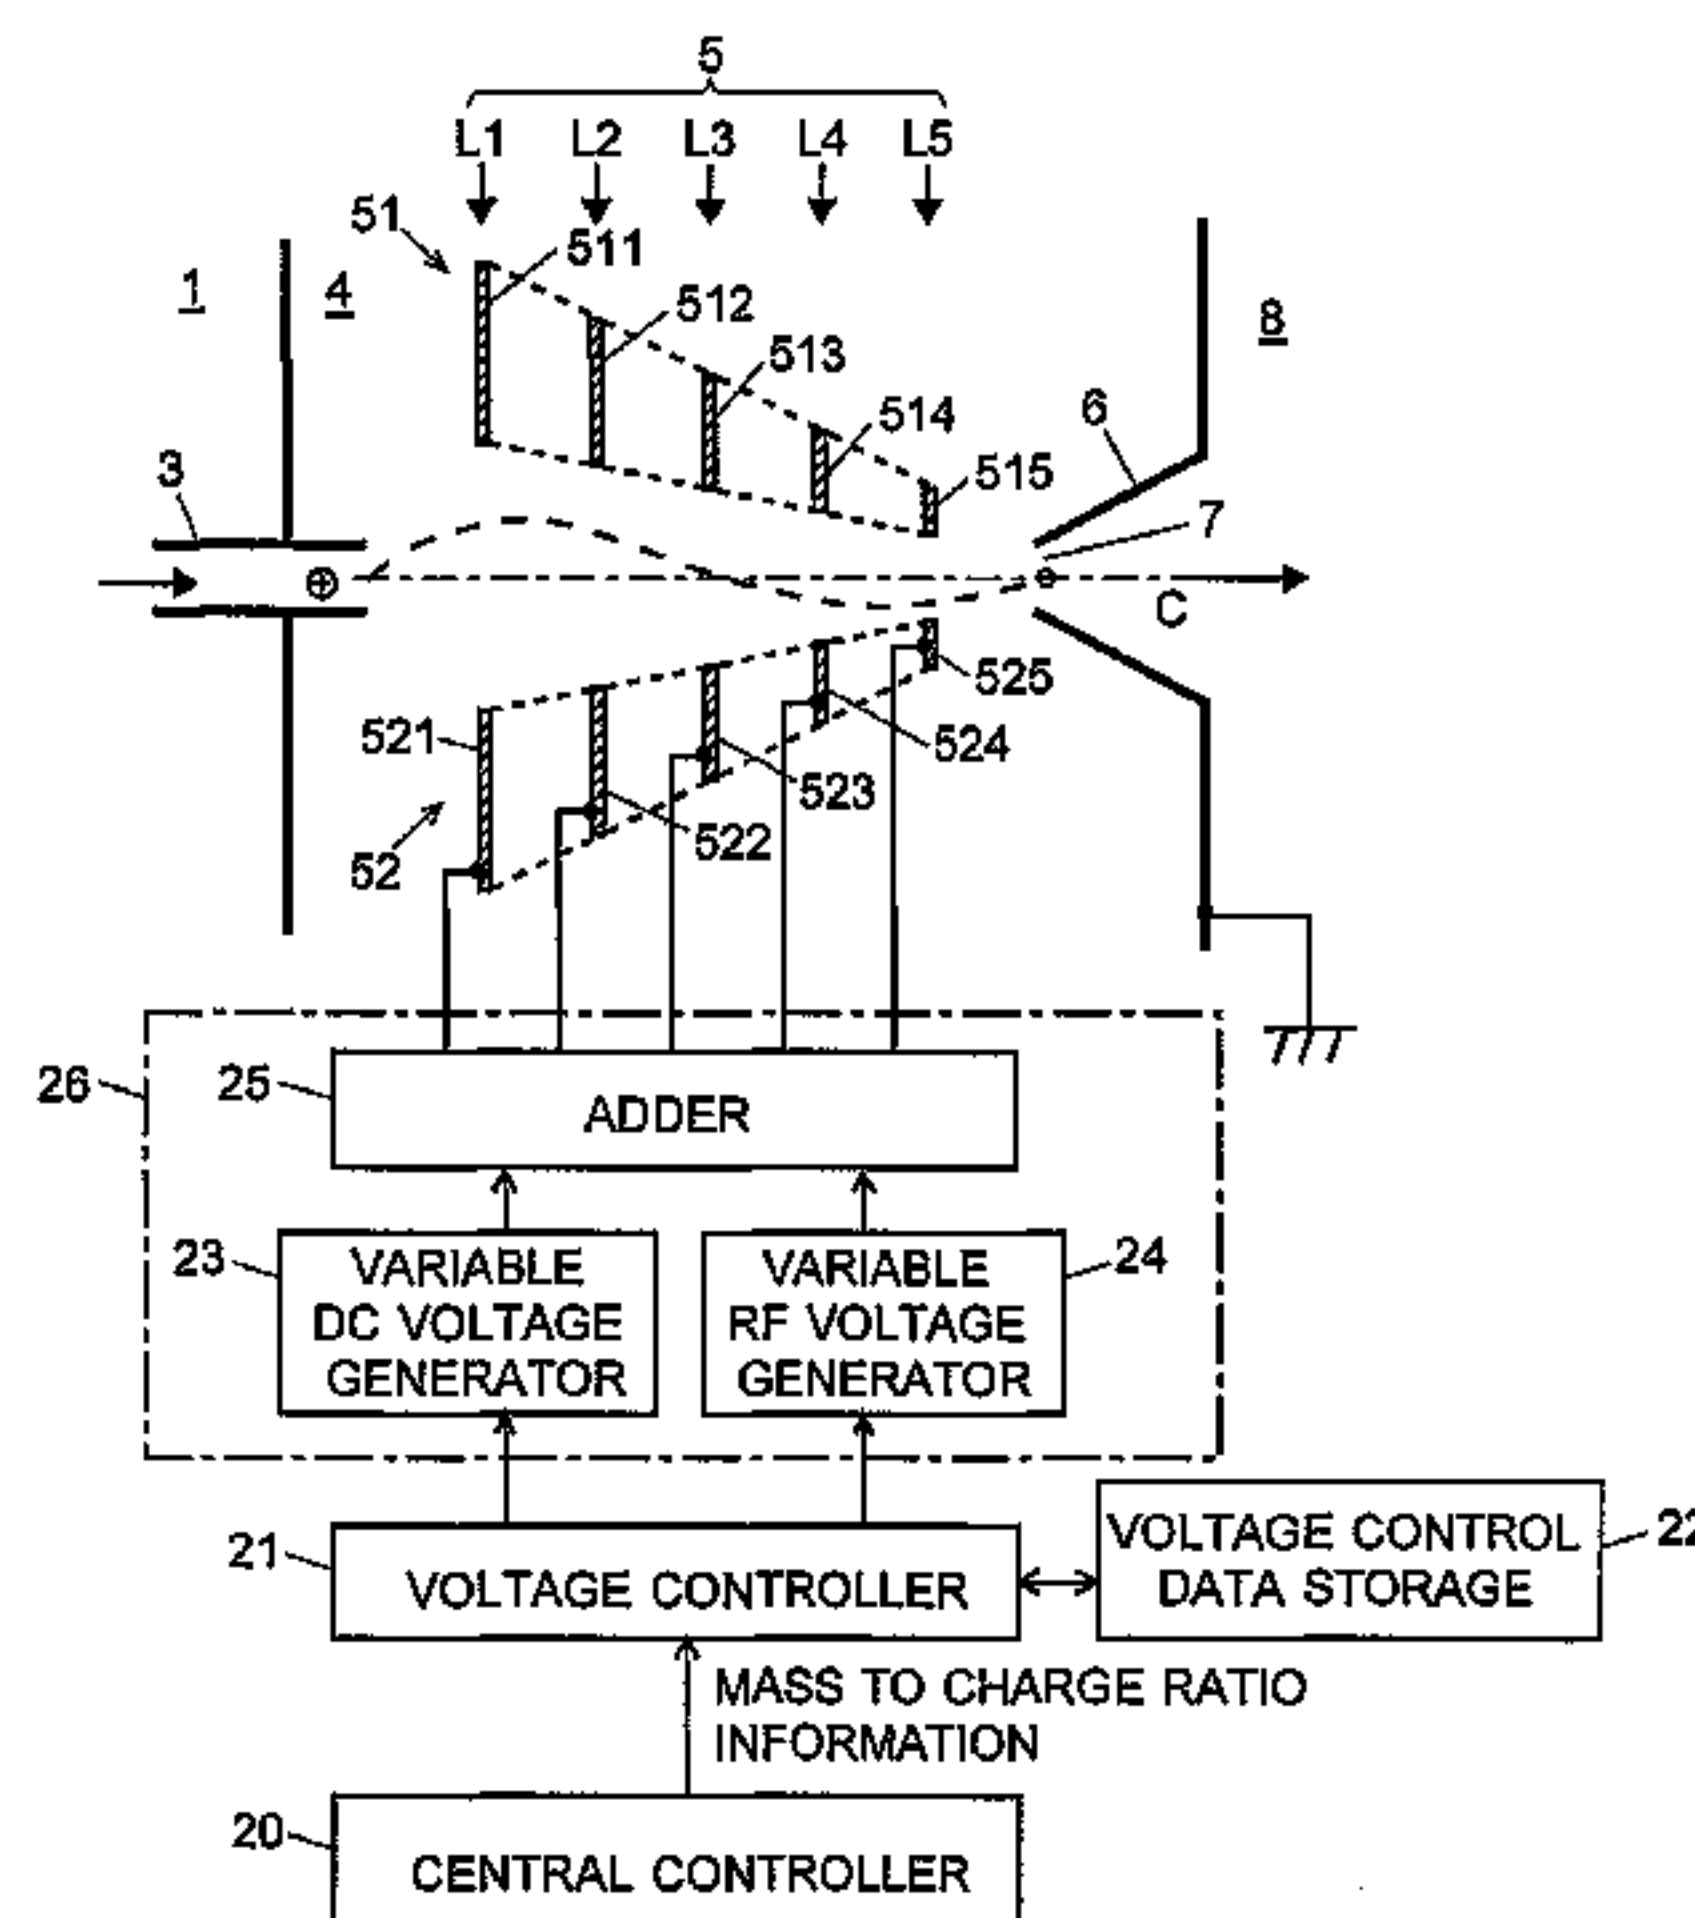 5
L1 L2 L3 L4 L5
51
511
1
4
512
8
513
6
514
3
515
7
C
525
521
524
523
522
52
26
25
ADDER
23
VARIABLE
DC VOLTAGE
GENERATOR
VARIABLE
RF VOLTAGE
GENERATOR
24
21
VOLTAGE CONTROLLER
VOLTAGE CONTROL
DATA STORAGE
22
MASS TO CHARGE RATIO
INFORMATION
20
CENTRAL CONTROLLER